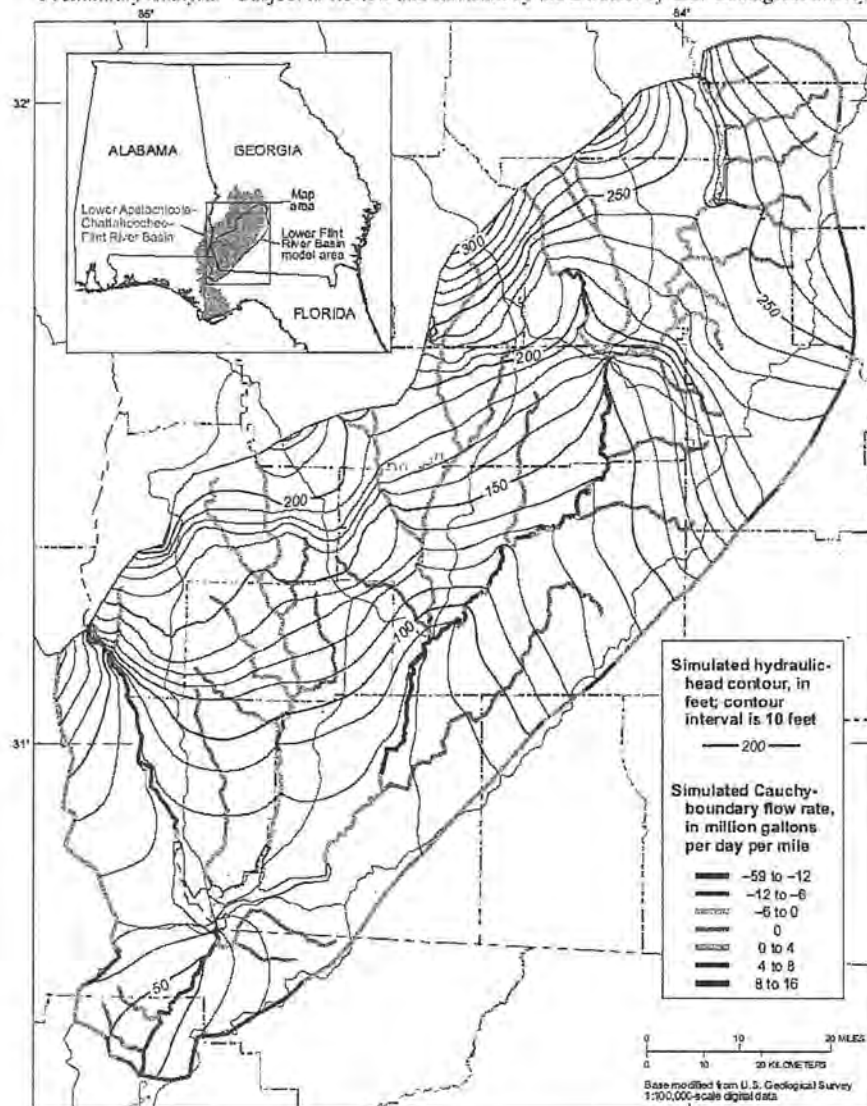 85°
84°
32°
ALABAMA
GEORGIA
Map
area
Lower Apalachicola–
Chattahoochee–
Flint River Basin
Lower Flint
River Basin
model area
FLORIDA
300
250
250
200
200
150
100
31°
50
Simulated hydraulic-
head contour, in
feet; contour
interval is 10 feet
200
Simulated Cauchy-
boundary flow rate,
in million gallons
per day per mile
–59 to –12
–12 to –6
–6 to 0
0
0 to 4
4 to 8
8 to 16
0 10 20 MILES
0 10 20 KILOMETERS
Base modified from U.S. Geological Survey
1:100,000-scale digital data